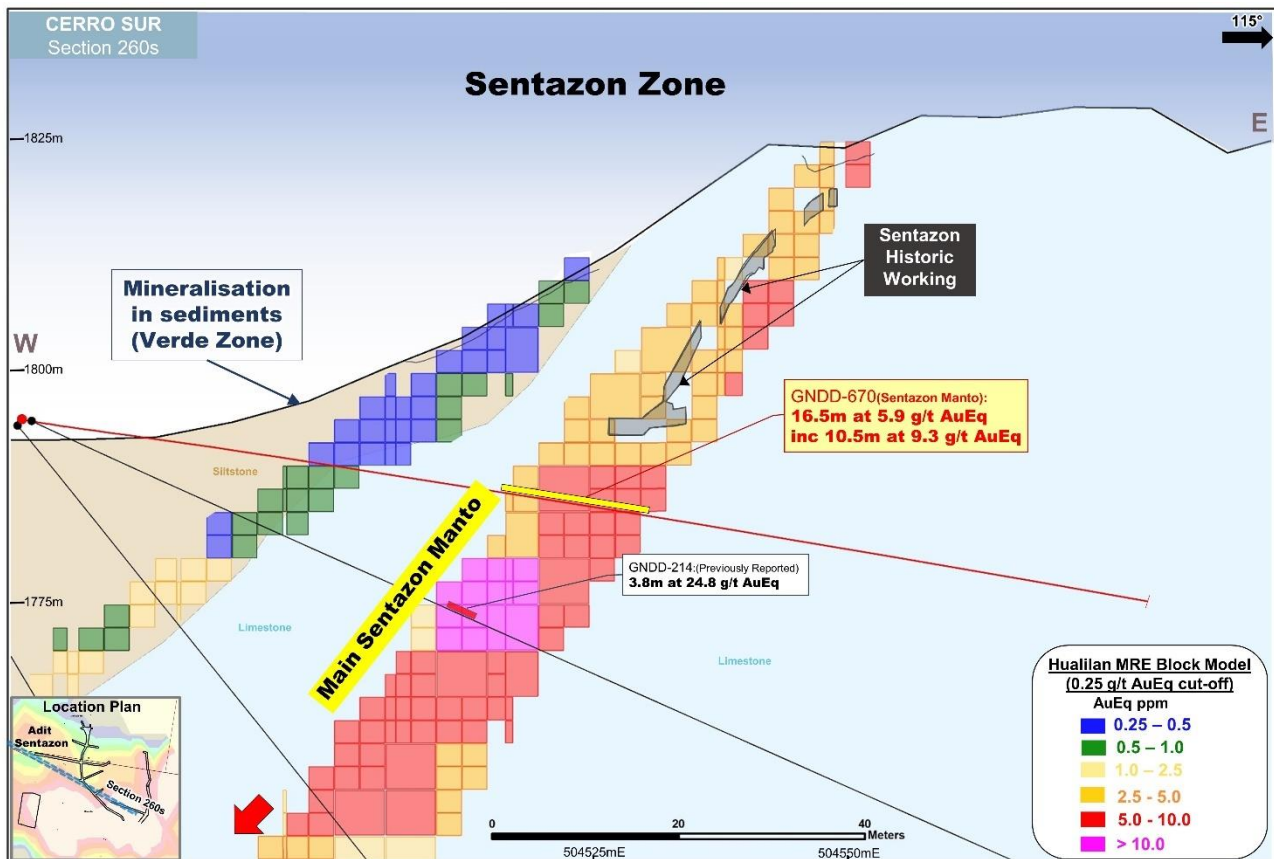 CERRO SUR
Section 260s
115°
Sentazon Zone
1825m
E
Sentazon
Historic
Working
Mineralisation
in sediments
(Verde Zone)
W
1800m
GNDD-670(Sentazon Manto):
16.5m at 5.9 g/t AuEq
inc 10.5m at 9.3 g/t AuEq
Siltstone
Main Sentazon Manto
GNDD-214:(Previously Reported)
3.8m at 24.8 g/t AuEq
1775m
Limestone
Limestone
Hualilan MRE Block Model
(0.25 g/t AuEq cut-off)
AuEq ppm
0.25 – 0.5
0.5 – 1.0
1.0 – 2.5
2.5 - 5.0
5.0 - 10.0
> 10.0
Location Plan
Adit
Sentazon
Section 260s
0 20 40
Meters
504525mE 504550mE